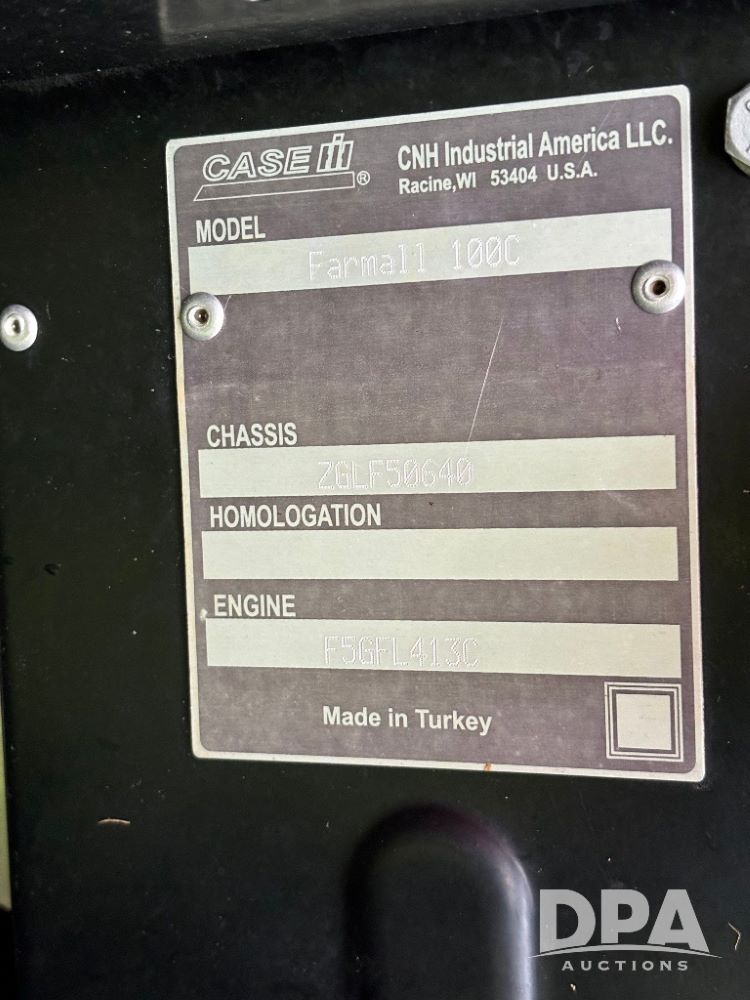 CASE IH ®
CNH Industrial America LLC.
Racine,WI 53404 U.S.A.
MODEL
Farmall 100C
CHASSIS
ZGLF50640
HOMOLOGATION
ENGINE
F5GFL413C
Made in Turkey
DPA
AUCTIONS